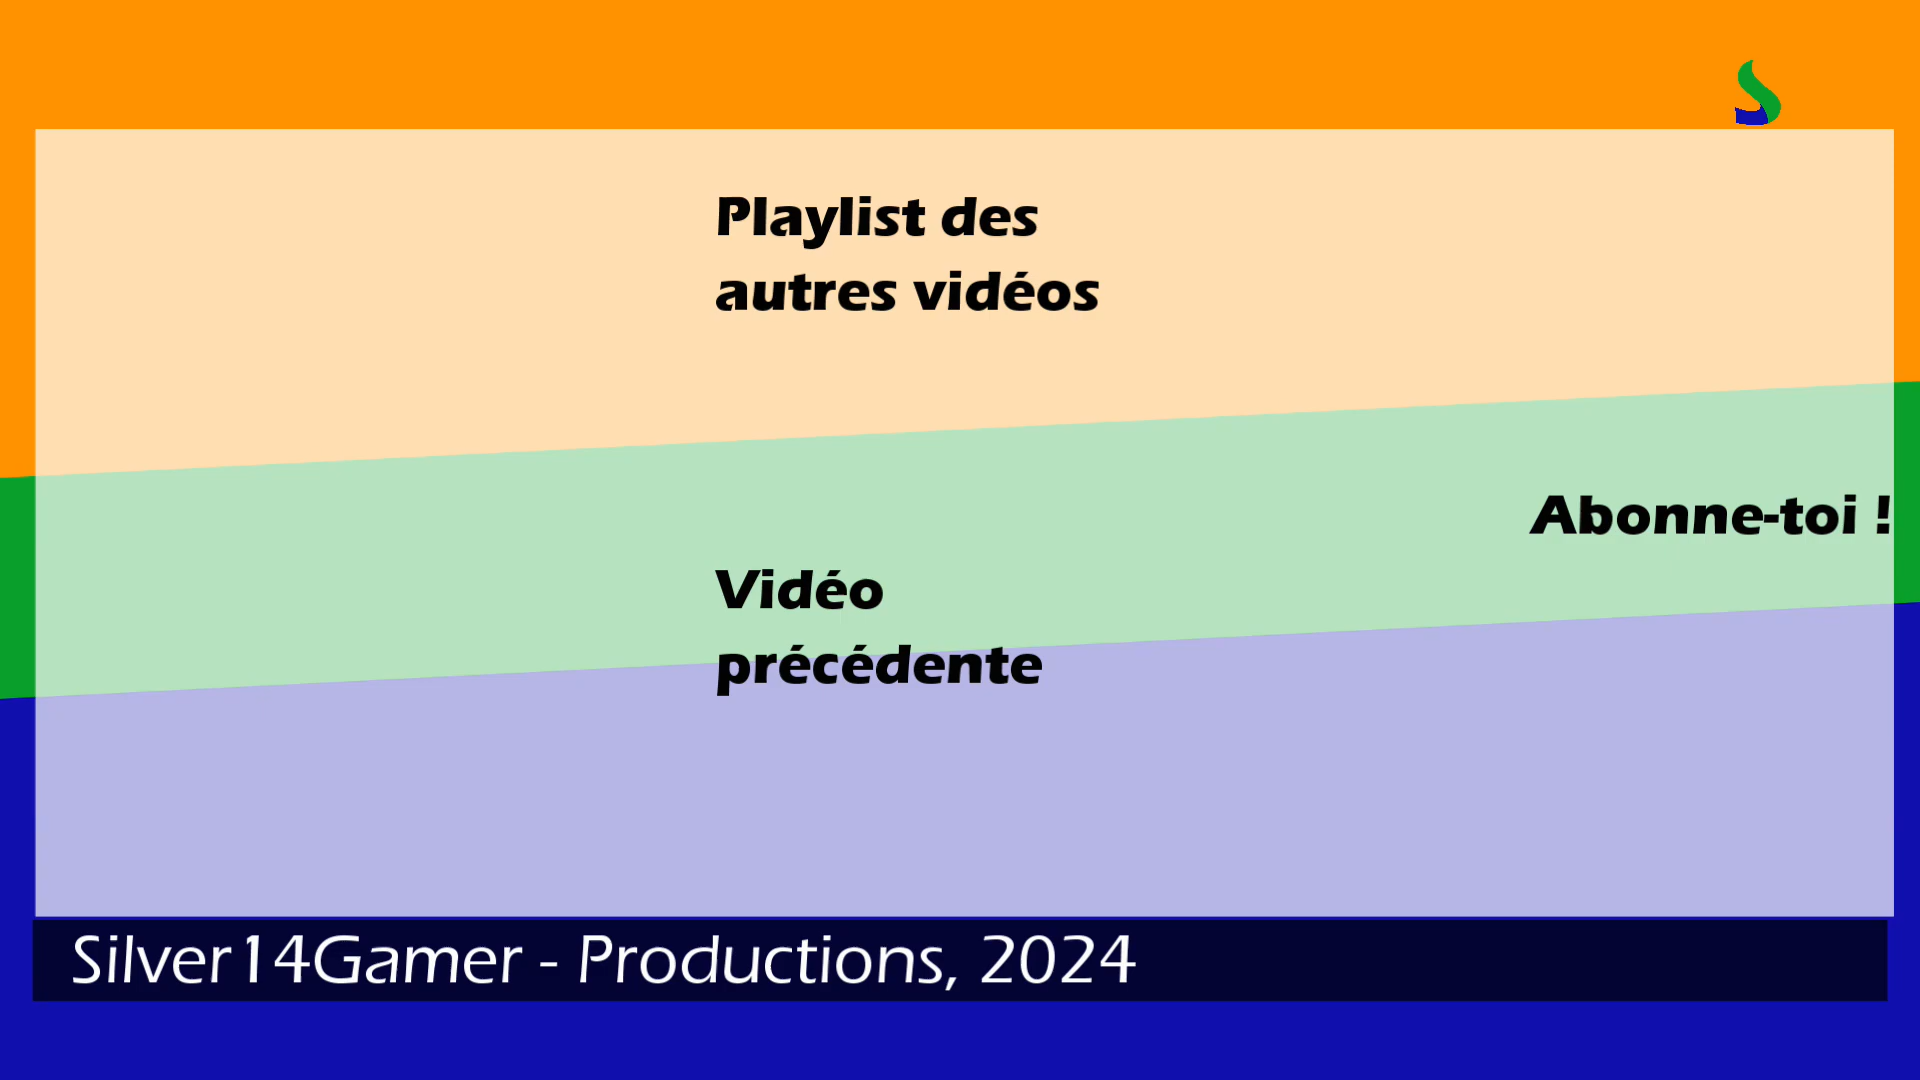 Playlist des
autres vidéos
Abonne-toi !
Vidéo
précédente
Silver14Gamer - Productions, 2024